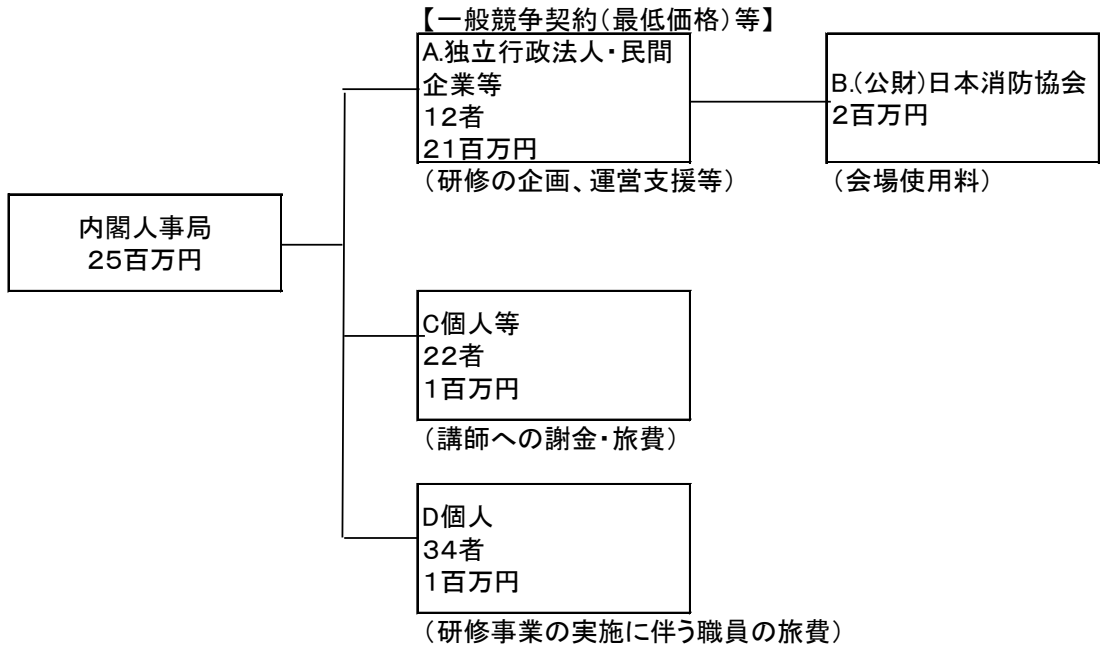 【一般競争契約(最低価格)等】
A.独立行政法人・民間
企業等
12者
21百万円
(研修の企画、運営支援等)
B.(公財)日本消防協会
2百万円
(会場使用料)
内閣人事局
25百万円
C個人等
22者
1百万円
(講師への謝金・旅費)
D個人
34者
1百万円
(研修事業の実施に伴う職員の旅費)